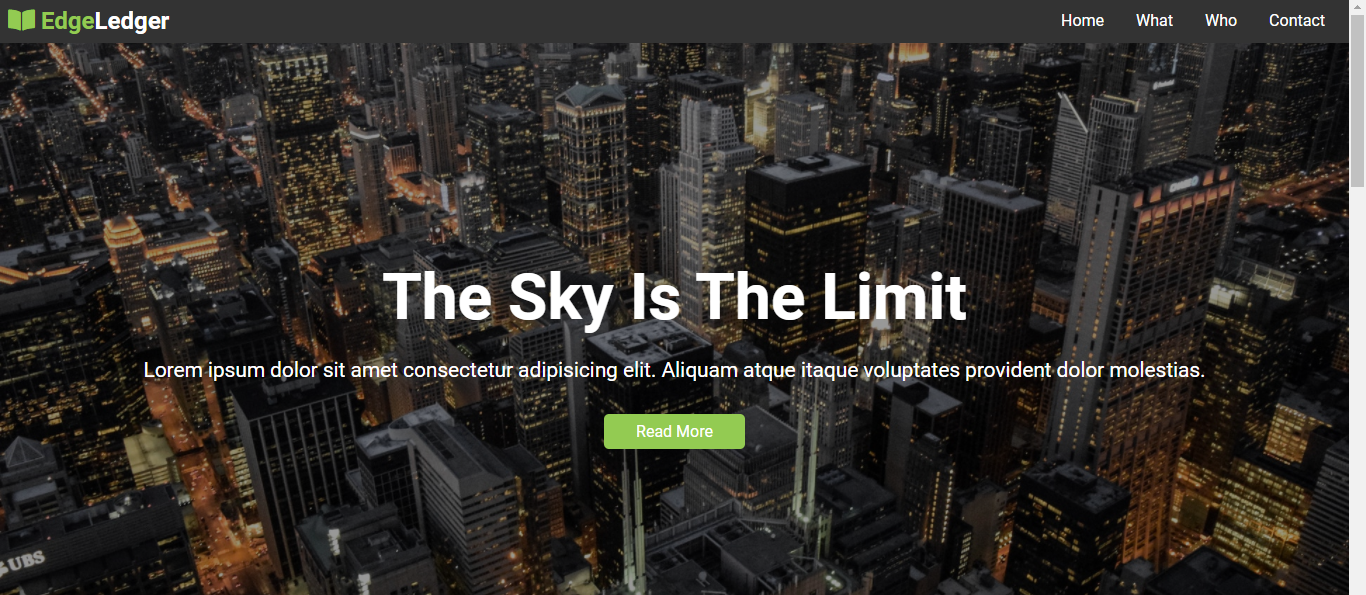 EdgeLedger
Home What Who Contact
The Sky Is The Limit
Lorem ipsum dolor sit amet consectetur adipisicing elit. Aliquam atque itaque voluptates provident dolor molestias.
Read More
UBS